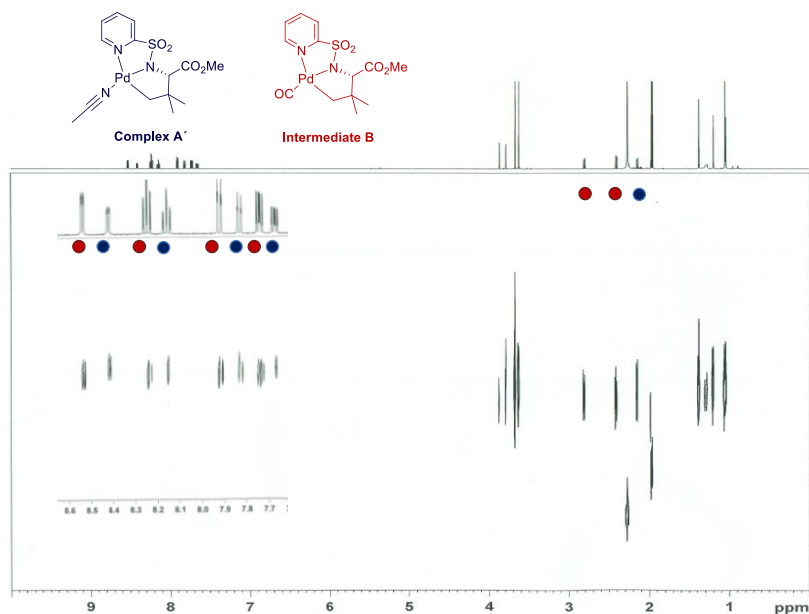 SO2
N
N
CO2Me
Pd
N
Complex A´
SO2
N
N
CO2Me
Pd
OC
Intermediate B
8.6 8.5 8.4 8.3 8.2 8.1 8.0 7.9 7.8 7.7
9 8 7 6 5 4 3 2 1 ppm